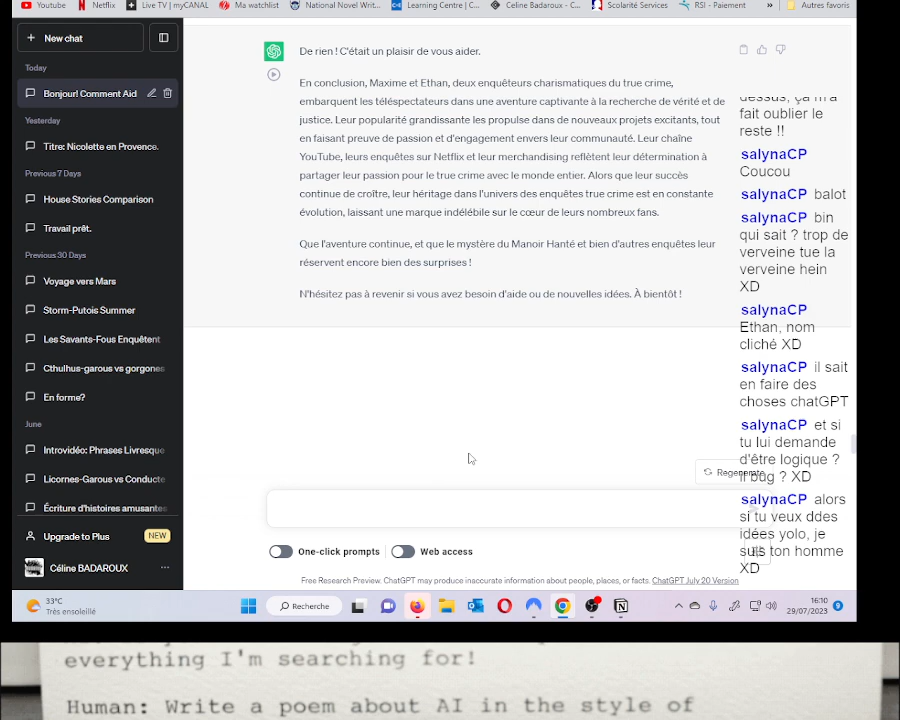 Youtube
Netflix
Live TV | myCANAL
Ma watchlist
National Novel Writ...
Learning Centre | C...
Celine Badaroux - C...
Scolarité Services
RSI - Paiement
»
Autres favoris
+ New chat
Today
Bonjour! Comment Aid
Yesterday
Titre: Nicolette en Provence.
Previous 7 Days
House Stories Comparison
Travail prêt.
Previous 30 Days
Voyage vers Mars
Storm-Putois Summer
Les Savants-Fous Enquêtent
Cthulhus-garous vs gorgone
En forme?
June
Introvidéo: Phrases Livresqu
Licornes-Garous vs Conducte
Écriture d'histoires amusante
Upgrade to Plus
NEW
Céline BADAROUX
...
De rien ! C'était un plaisir de vous aider.
En conclusion, Maxime et Ethan, deux enquêteurs charismatiques du true crime,
embarquent les téléspectateurs dans une aventure captivante à la recherche de vérité et de
justice. Leur popularité grandissante les propulse dans de nouveaux projets excitants, tout
en faisant preuve de passion et d'engagement envers leur communauté. Leur chaîne
YouTube, leurs enquêtes sur Netflix et leur merchandising reflètent leur détermination à
partager leur passion pour le true crime avec le monde entier. Alors que leur succès
continue de croître, leur héritage dans l'univers des enquêtes true crime est en constante
évolution, laissant une marque indélébile sur le cœur de leurs nombreux fans.
Que l'aventure continue, et que le mystère du Manoir Hanté et bien d'autres enquêtes leur
réservent encore bien des surprises !
N'hésitez pas à revenir si vous avez besoin d'aide ou de nouvelles idées. À bientôt !
Regenerate
One-click prompts
Web access
Free Research Preview. ChatGPT may produce inaccurate information about people, places, or facts. ChatGPT July 20 Version
dessus, ça m'a
fait oublier le
reste !!
salynaCP
Coucou
salynaCP balot
salynaCP bin
qui sait ? trop de
verveine tue la
verveine hein
XD
salynaCP
Ethan, nom
cliché XD
salynaCP il sait
en faire des
choses chatGPT
salynaCP et si
tu lui demande
d'être logique ?
il bug ? XD
salynaCP alors
si tu veux ddes
idées yolo, je
suis ton homme
XD
33°C
Très ensoleillé
Recherche
16:10
29/07/2023
9
everything I'm searching for!
Human: Write a poem about AI in the style of